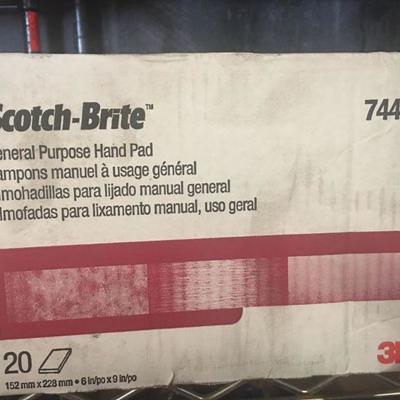 Scotch-Brite™
744
General Purpose Hand Pad
Tampons manuel à usage général
Almohadillas para lijado manual general
Almofadas para lixamento manual, uso geral
20
152 mm x 228 mm • 6 in/po x 9 in/po
3M